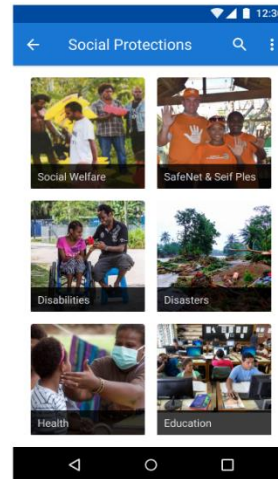 12:30
Social Protections
Social Welfare
SafeNet & Seif Ples
Disabilities
Disasters
Health
Education